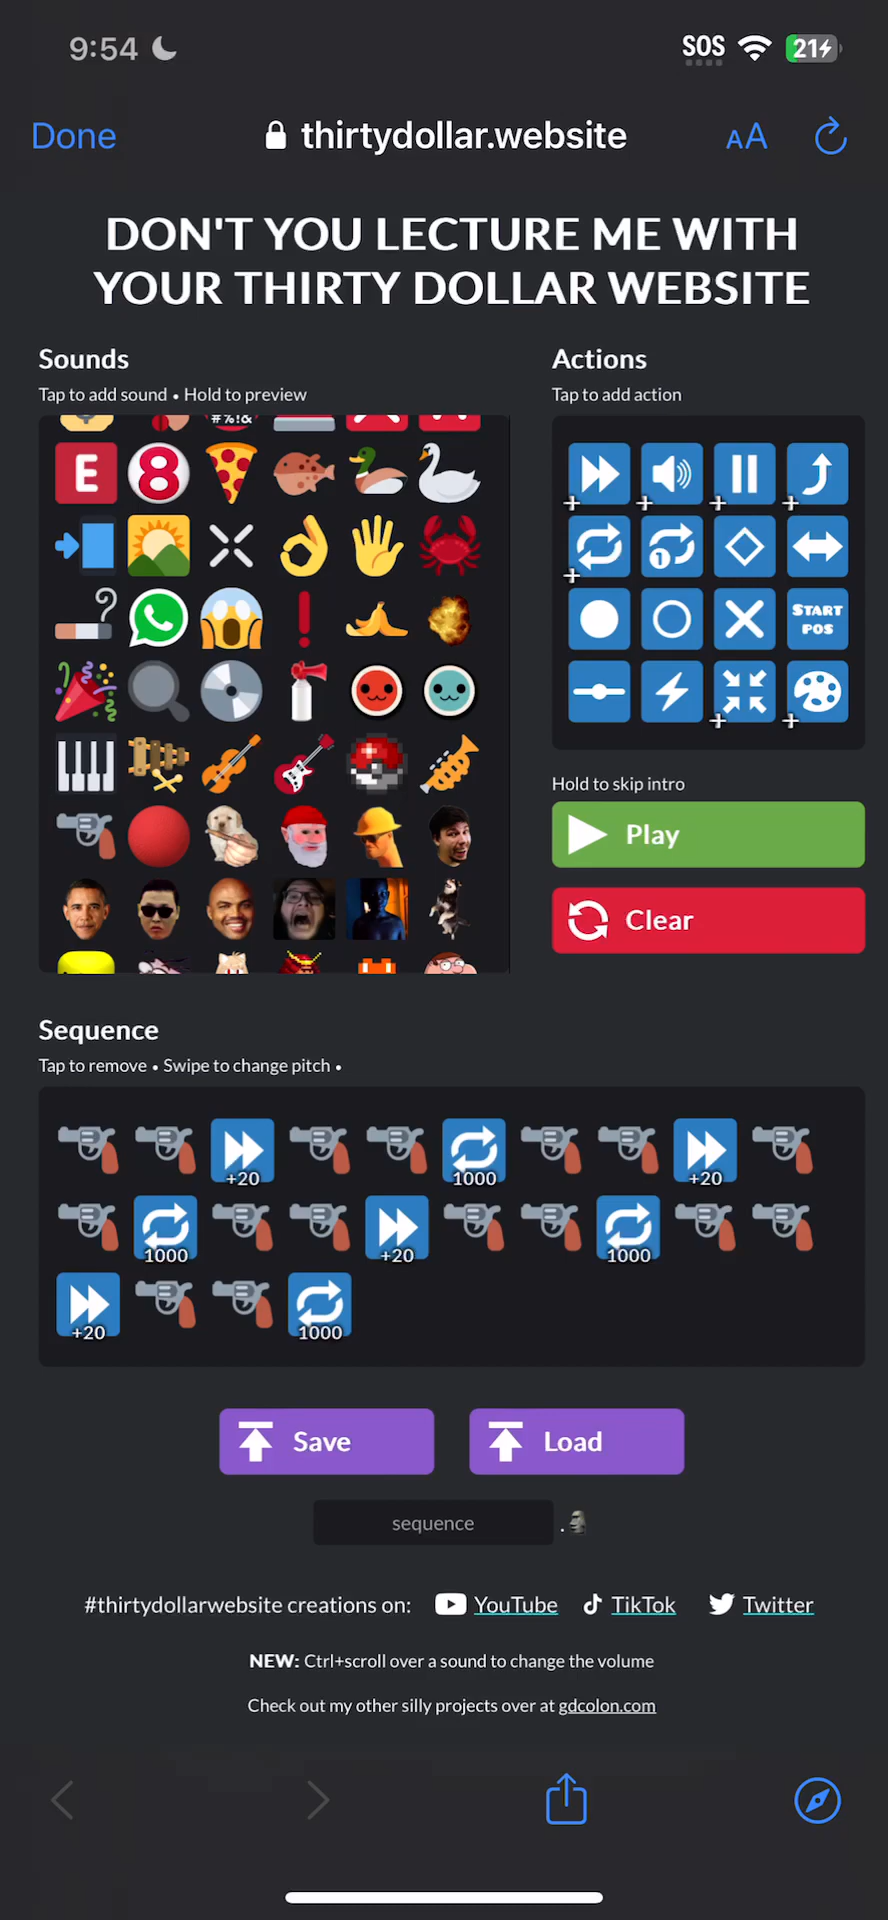 9:54 SOS 21
Done thirtydollar.website AA
DON'T YOU LECTURE ME WITH
YOUR THIRTY DOLLAR WEBSITE
Sounds
Tap to add sound • Hold to preview
#%!&
E 8
Actions
Tap to add action
+ + + +
+ 1
START
POS
+ +
Hold to skip intro
Play
Clear
Sequence
Tap to remove • Swipe to change pitch •
+20 1000 +20
1000 +20 1000
+20 1000
Save Load
sequence .
#thirtydollarwebsite creations on: YouTube TikTok Twitter
NEW: Ctrl+scroll over a sound to change the volume
Check out my other silly projects over at gdcolon.com